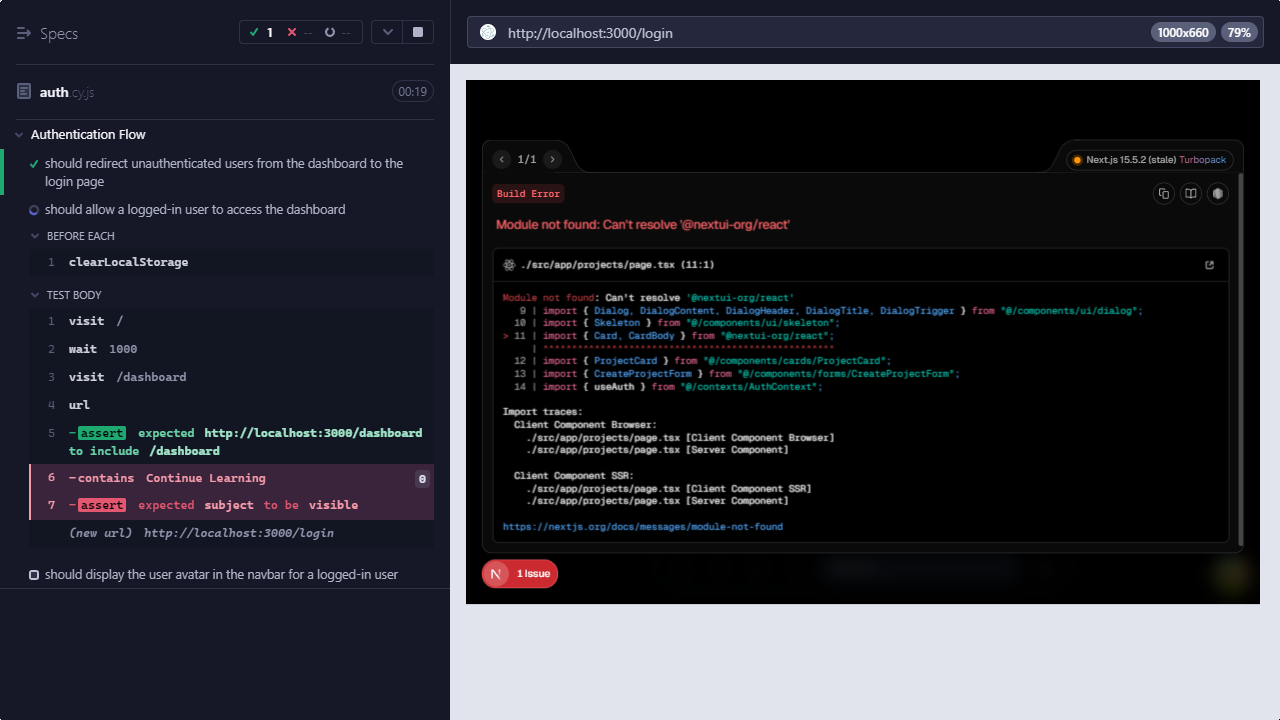 Specs
1
--
--
auth.cy.js
00:19
Authentication Flow
should redirect unauthenticated users from the dashboard to the
login page
should allow a logged-in user to access the dashboard
BEFORE EACH
1 clearLocalStorage
TEST BODY
1 visit /
2 wait 1000
3 visit /dashboard
4 url
5 -assert expected http://localhost:3000/dashboard
to include /dashboard
6 -contains Continue Learning 0
7 -assert expected subject to be visible
(new url) http://localhost:3000/login
should display the user avatar in the navbar for a logged-in user
http://localhost:3000/login
1000x660
79%
1/1
Next.js 15.5.2 (stale) Turbopack
Build Error
Module not found: Can't resolve '@nextui-org/react'
./src/app/projects/page.tsx (11:1)
Module not found: Can't resolve '@nextui-org/react'
9 | import { Dialog, DialogContent, DialogHeader, DialogTitle, DialogTrigger } from "@/components/ui/dialog";
10 | import { Skeleton } from "@/components/ui/skeleton";
> 11 | import { Card, CardBody } from "@nextui-org/react";
| ^^^^^^^^^^^^^^^^^^^^^^^^^^^^^^^^^^^^^^^^^^^^^^^^^^^
12 | import { ProjectCard } from "@/components/cards/ProjectCard";
13 | import { CreateProjectForm } from "@/components/forms/CreateProjectForm";
14 | import { useAuth } from "@/contexts/AuthContext";
Import traces:
Client Component Browser:
./src/app/projects/page.tsx [Client Component Browser]
./src/app/projects/page.tsx [Server Component]
Client Component SSR:
./src/app/projects/page.tsx [Client Component SSR]
./src/app/projects/page.tsx [Server Component]
https://nextjs.org/docs/messages/module-not-found
N 1 Issue